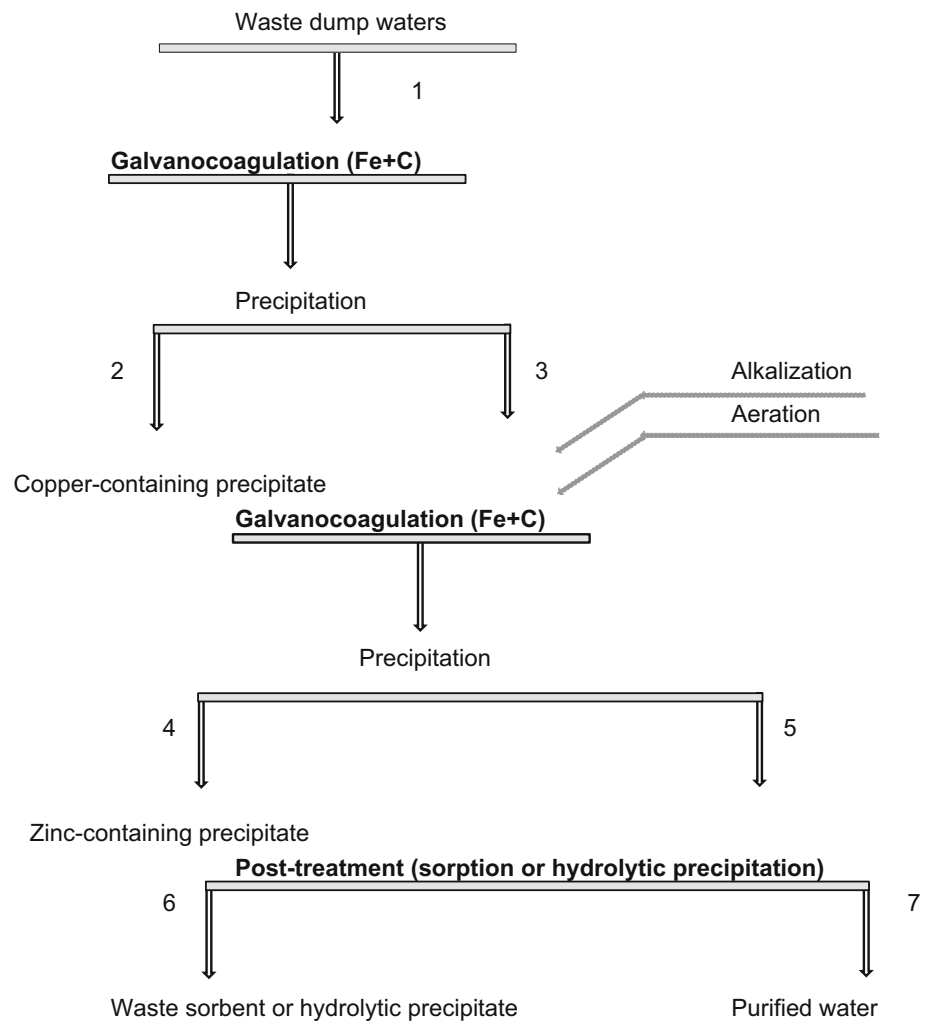 Waste dump waters
1
Galvanocoagulation (Fe+C)
Precipitation
2
3
Alkalization
Aeration
Copper-containing precipitate
Galvanocoagulation (Fe+C)
Precipitation
4
5
Zinc-containing precipitate
Post-treatment (sorption or hydrolytic precipitation)
6
7
Waste sorbent or hydrolytic precipitate
Purified water